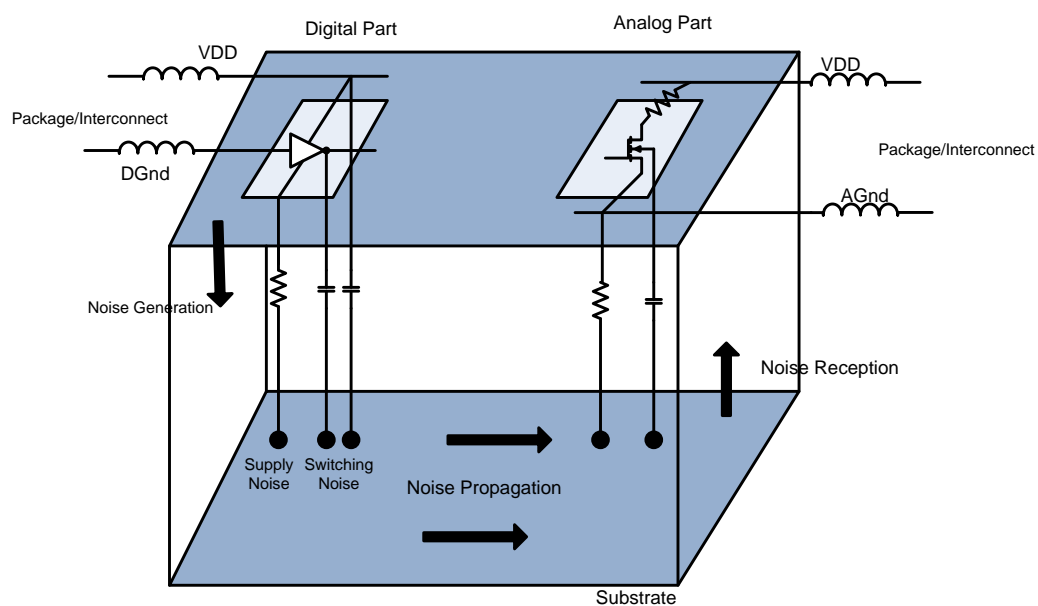 Digital Part
Analog Part
VDD
VDD
Package/Interconnect
Package/Interconnect
DGnd
AGnd
Noise Generation
Noise Reception
Supply
Noise
Switching
Noise
Noise Propagation
Substrate